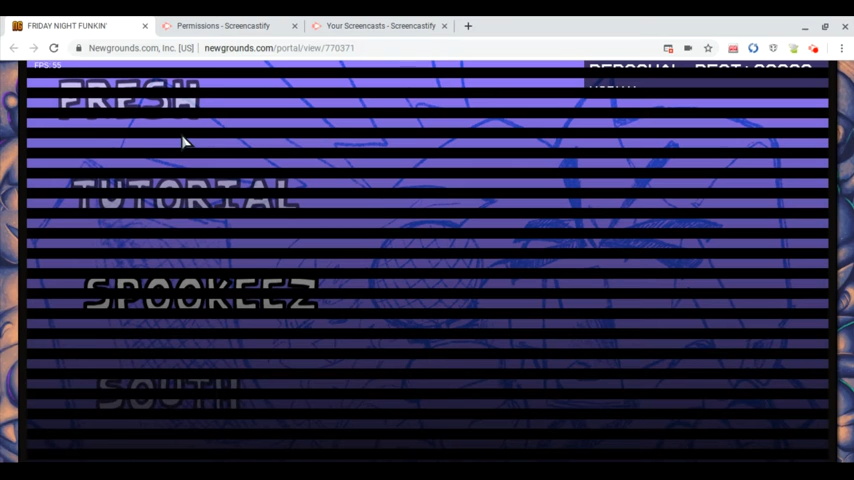 FRIDAY NIGHT FUNKIN'
Permissions - Screencastify
Your Screencasts - Screencastify
Newgrounds.com, Inc. [US]
newgrounds.com/portal/view/770371
FPS: 55
FRESH
TUTORIAL
SPOOKEEZ
SOUTH